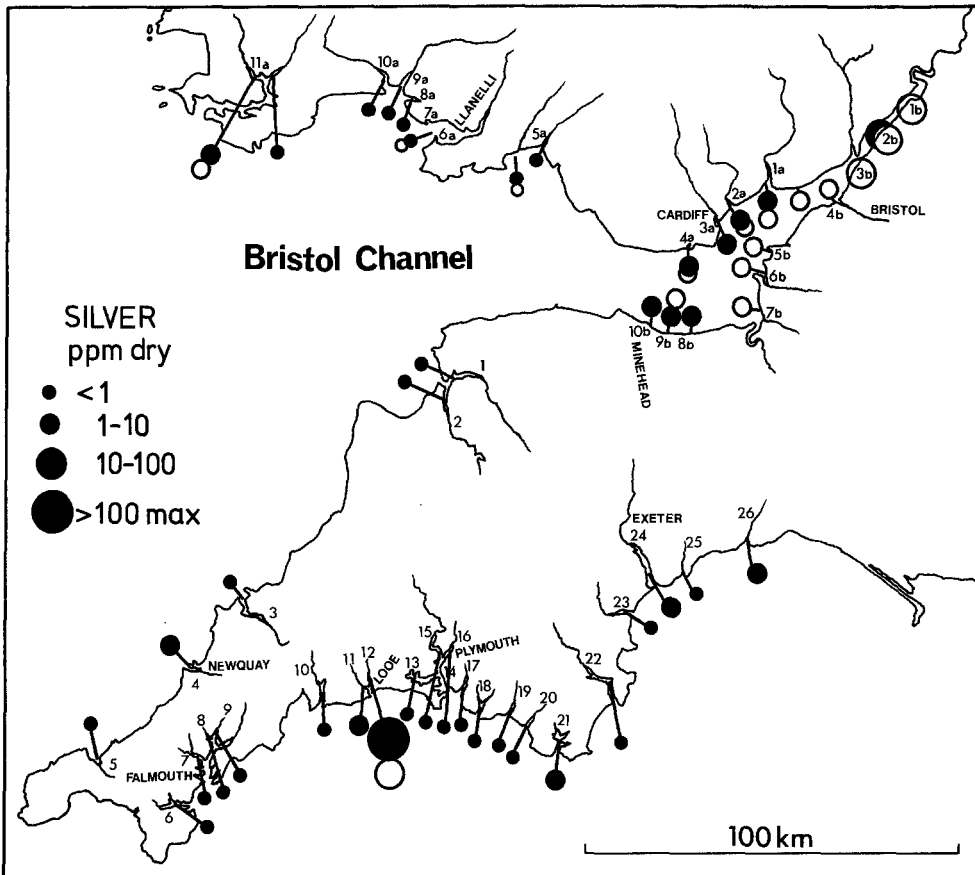 11a
10a
9a
8a
7a
LLANELLI
6a
5a
1b
2b
3b
1a
2a
4b
BRISTOL
CARDIFF
3a
4a
5b
6b
7b
Bristol Channel
10b
9b
8b
MINEHEAD
SILVER
ppm dry
<1
1-10
10-100
>100 max
1
2
EXETER
24
25
26
23
3
NEWQUAY
4
10
11
12
LOOE
13
15
16
PLYMOUTH
14
17
18
19
20
21
22
5
8
9
7
FALMOUTH
6
100 km